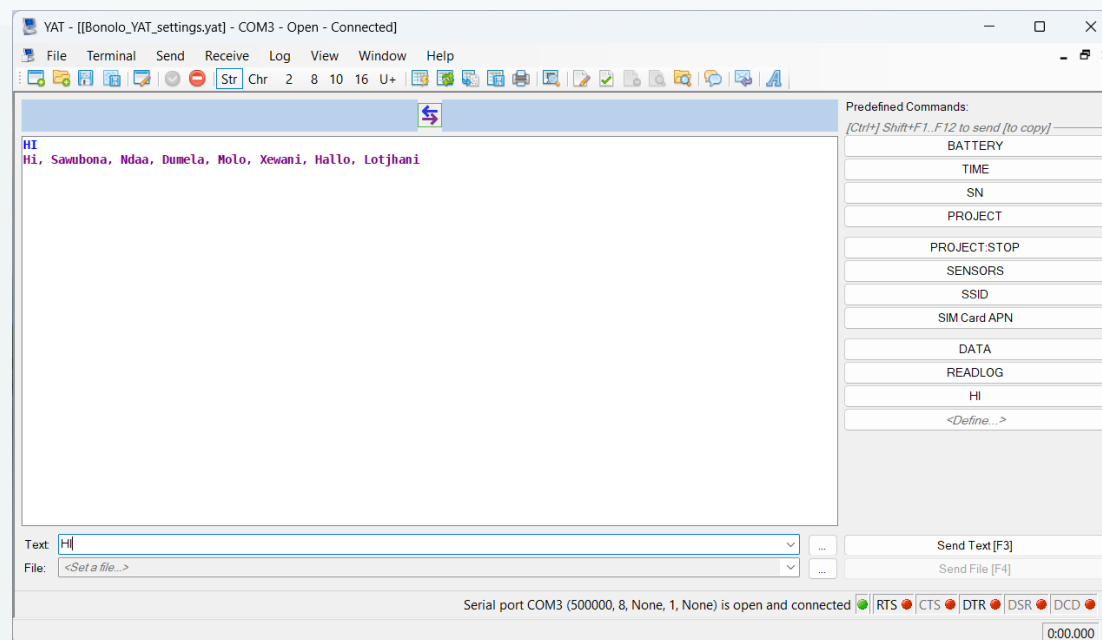 YAT - [[Bonolo_YAT_settings.yat] - COM3 - Open - Connected]
File Terminal Send Receive Log View Window Help
Str Chr 2 8 10 16 U+
Predefined Commands:
[Ctrl+] Shift+F1..F12 to send [to copy]
HI
Hi, Sawubona, Ndaa, Dumela, Molo, Xewani, Hallo, Lotjhani
BATTERY
TIME
SN
PROJECT
PROJECT:STOP
SENSORS
SSID
SIM Card APN
DATA
READLOG
HI
<Define...>
Text: HI ... Send Text [F3]
File: <Set a file...> ... Send File [F4]
Serial port COM3 (500000, 8, None, 1, None) is open and connected RTS CTS DTR DSR DCD
0:00.000